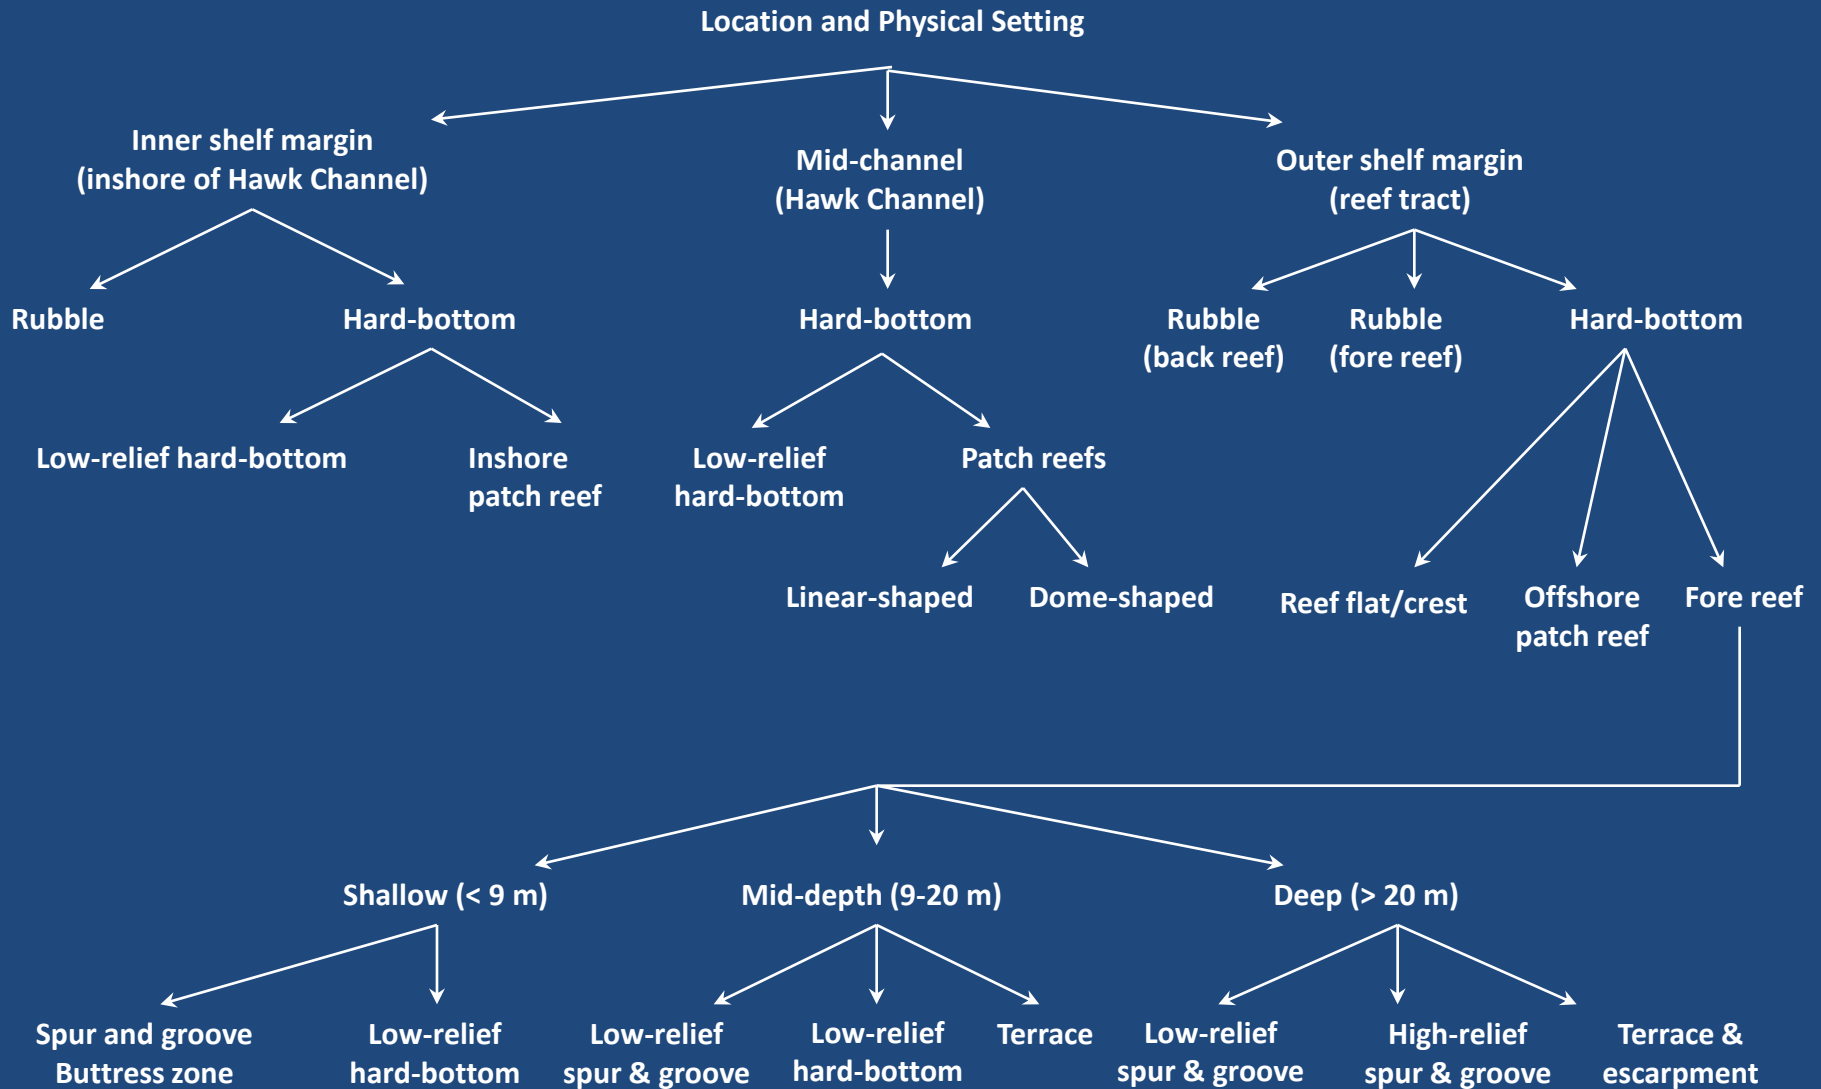 Location and Physical Setting
Inner shelf margin
(inshore of Hawk Channel)
Mid-channel
(Hawk Channel)
Outer shelf margin
(reef tract)
Rubble
Hard-bottom
Hard-bottom
Rubble
(back reef)
Rubble
(fore reef)
Hard-bottom
Low-relief hard-bottom
Inshore
patch reef
Low-relief
hard-bottom
Patch reefs
Linear-shaped
Dome-shaped
Reef flat/crest
Offshore
patch reef
Fore reef
Shallow (< 9 m)
Mid-depth (9-20 m)
Deep (> 20 m)
Spur and groove
Buttress zone
Low-relief
hard-bottom
Low-relief
spur & groove
Low-relief
hard-bottom
Terrace
Low-relief
spur & groove
High-relief
spur & groove
Terrace &
escarpment